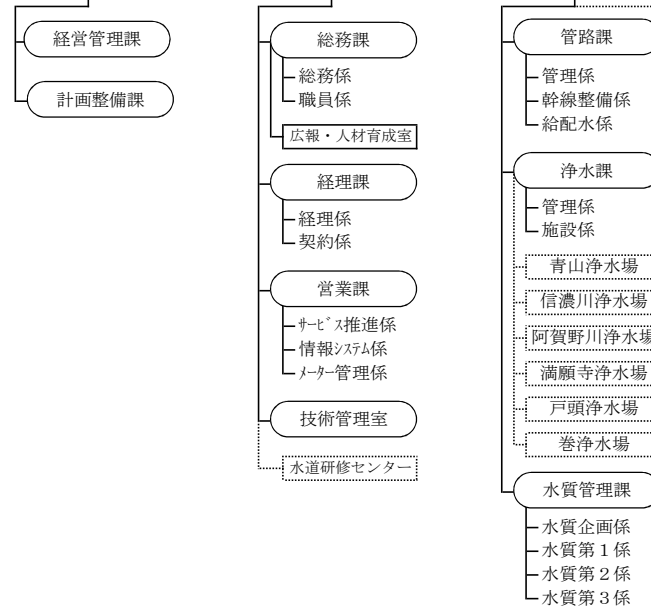 経営管理課
計画整備課
総務課
総務係
職員係
広報・人材育成室
経理課
経理係
契約係
営業課
ｻｰﾋﾞｽ推進係
情報ｼｽﾃﾑ係
ﾒｰﾀｰ管理係
技術管理室
水道研修センター
管路課
管理係
幹線整備係
給配水係
浄水課
管理係
施設係
青山浄水場
信濃川浄水場
阿賀野川浄水場
満願寺浄水場
戸頭浄水場
巻浄水場
水質管理課
水質企画係
水質第１係
水質第２係
水質第３係